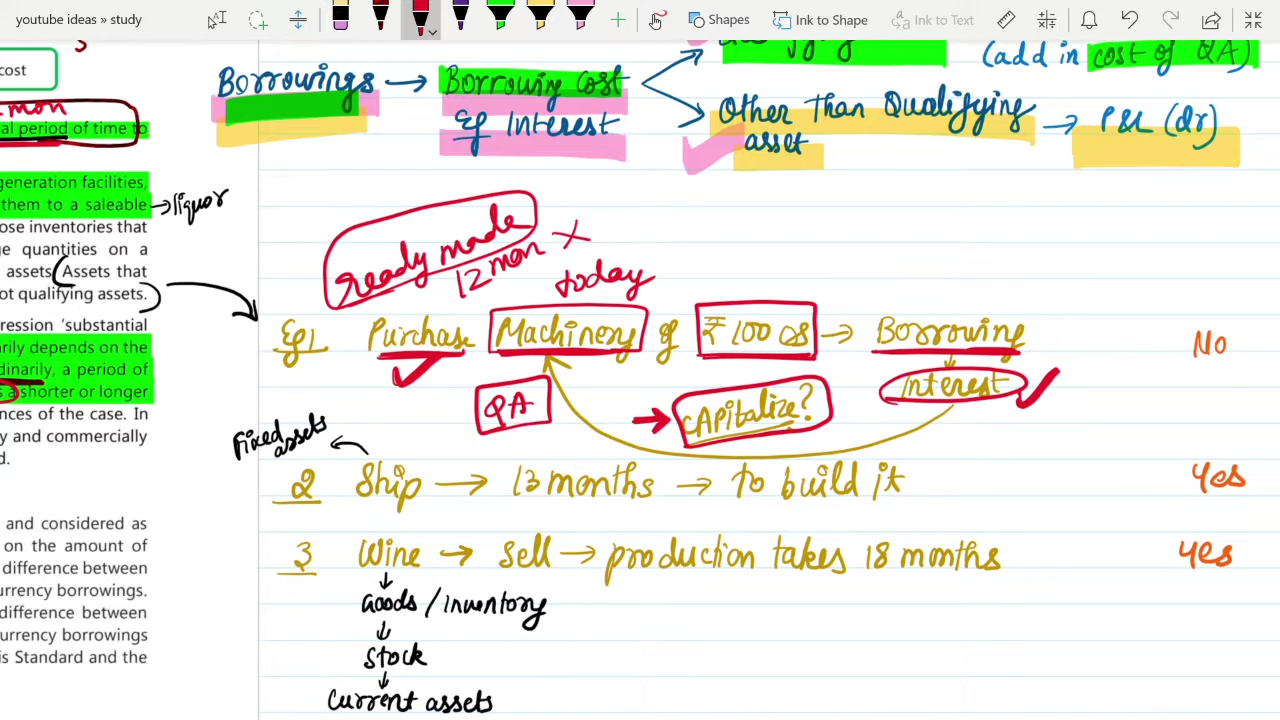 youtube ideas » study
Shapes
Ink to Shape
Ink to Text
cost
mon
al period of time to
generation facilities,
them to a saleable
→ liquor
ose inventories that
ge quantities on a
assets. Assets that
ot qualifying assets.
ression 'substantial
arily depends on the
dinarily, a period of
s a shorter or longer
nces of the case. In
y and commercially
d.
and considered as
on the amount of
difference between
urrency borrowings.
difference between
urrency borrowings
is Standard and the
(add in cost of QA)
Borrowings → Borrowing cost
Eg Interest
Other than Qualifying
asset
→ P&L (dr)
ready made
12 mon ×
today
Eg1 Purchase Machinery of ₹100 cs → Borrowing No
Interest
QA → cApitalize?
Fixed
assets
2 Ship → 13 months → to build it Yes
3 Wine → sell → production takes 18 months Yes
↓
Goods / Inventory
↓
Stock
↓
Current assets